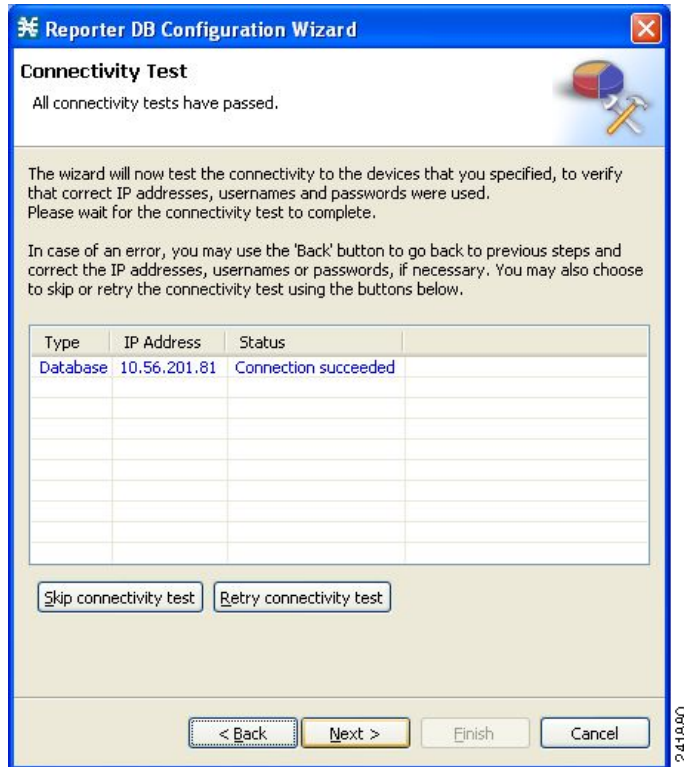 Reporter DB Configuration Wizard
Connectivity Test
All connectivity tests have passed.
The wizard will now test the connectivity to the devices that you specified, to verify
that correct IP addresses, usernames and passwords were used.
Please wait for the connectivity test to complete.
In case of an error, you may use the 'Back' button to go back to previous steps and
correct the IP addresses, usernames or passwords, if necessary. You may also choose
to skip or retry the connectivity test using the buttons below.
Type IP Address Status
Database 10.56.201.81 Connection succeeded
Skip connectivity test Retry connectivity test
< Back Next > Finish Cancel
241880